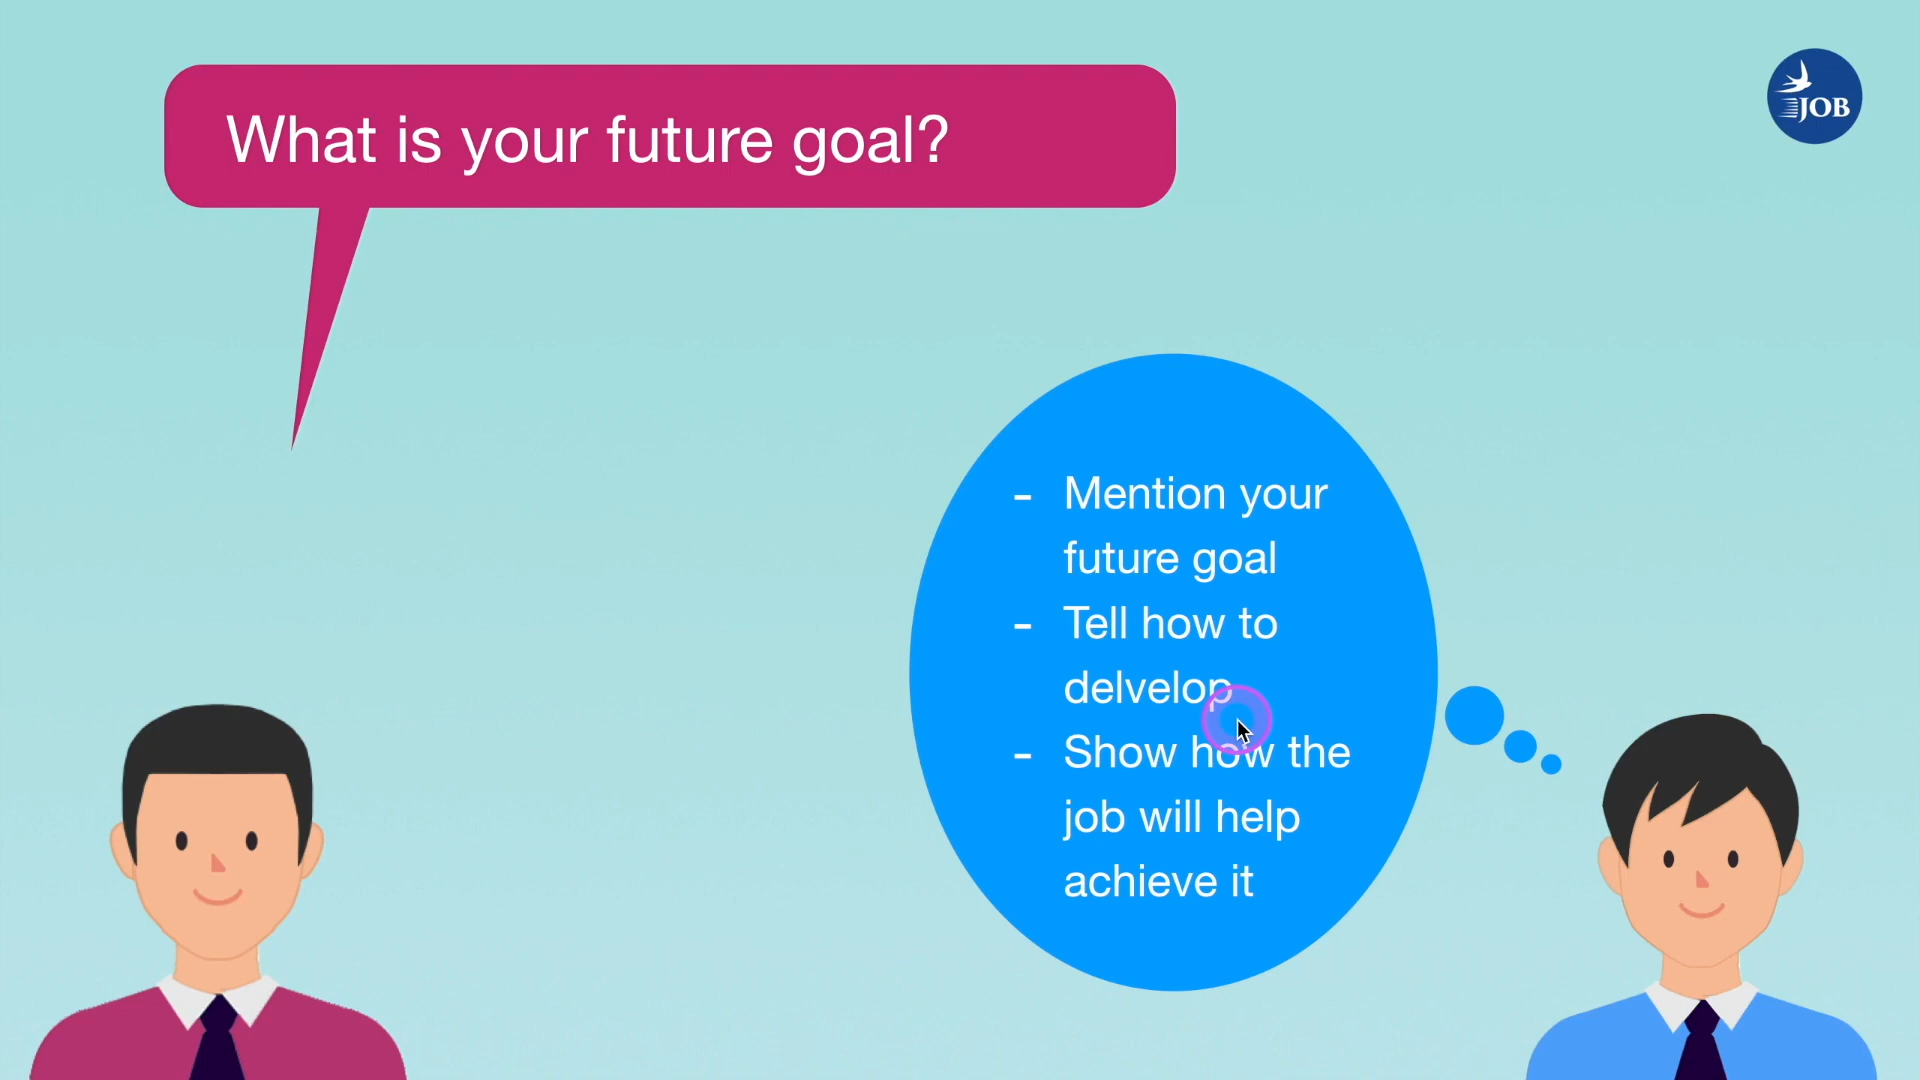 What is your future goal?
JOB
- Mention your
future goal
- Tell how to
delvelop
- Show how the
job will help
achieve it